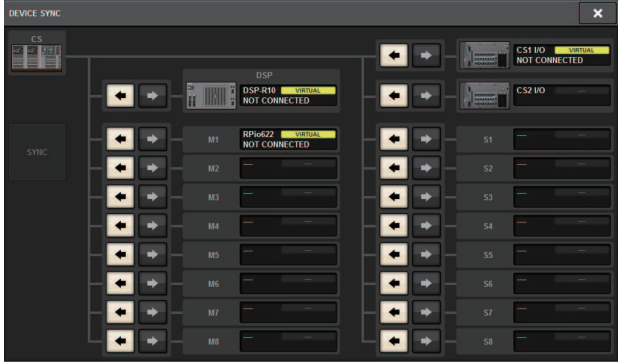 DEVICE SYNC
CS
CS1 I/O VIRTUAL
NOT CONNECTED
DSP
DSP-R10 VIRTUAL
NOT CONNECTED
CS2 I/O
SYNC
M1 RPio622 VIRTUAL
NOT CONNECTED
S1
M2 S2
M3 S3
M4 S4
M5 S5
M6 S6
M7 S7
M8 S8